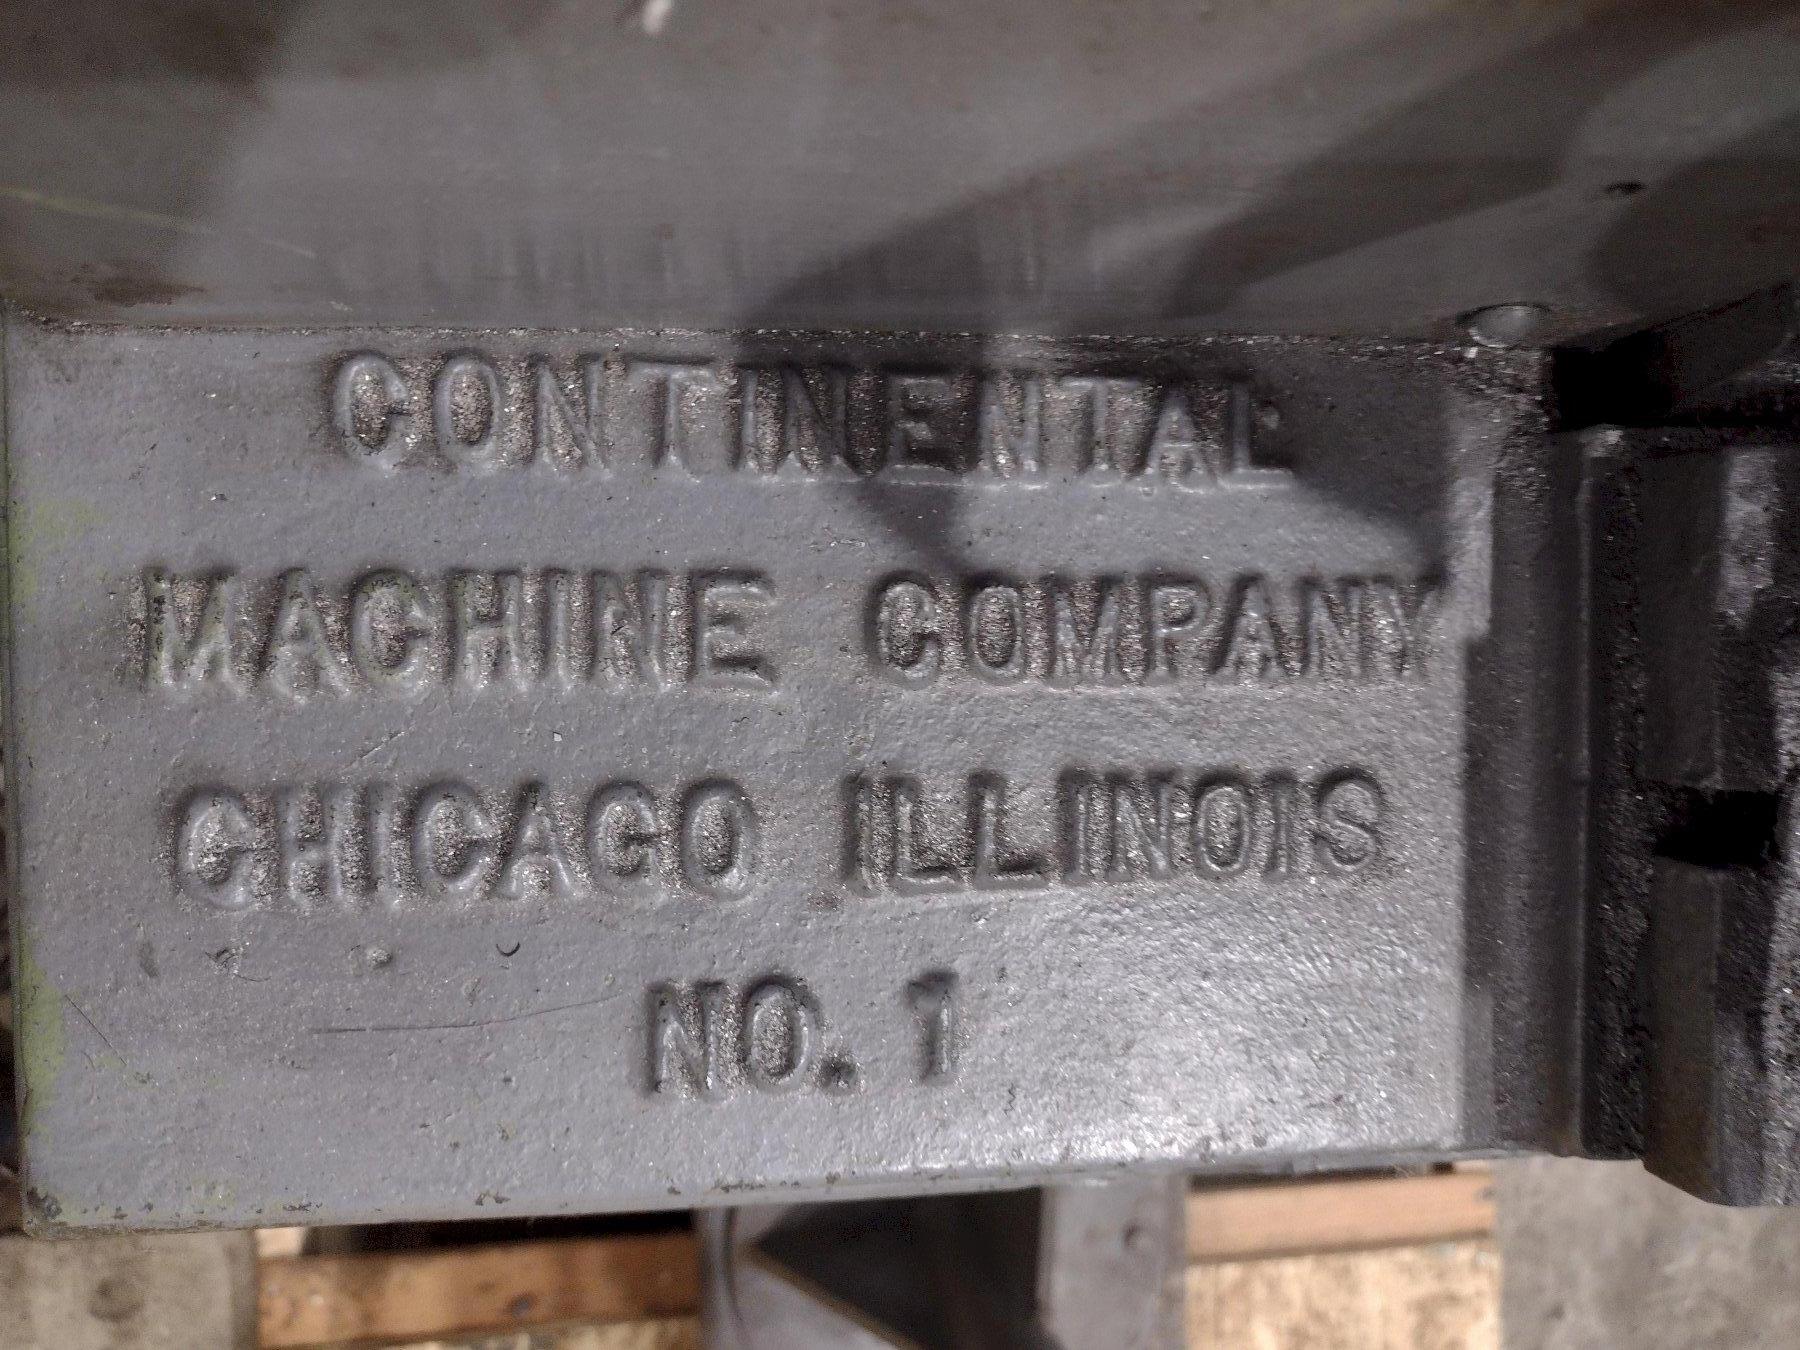 CONTINENTAL
MACHINE COMPANY
CHICAGO ILLINOIS
NO. 1